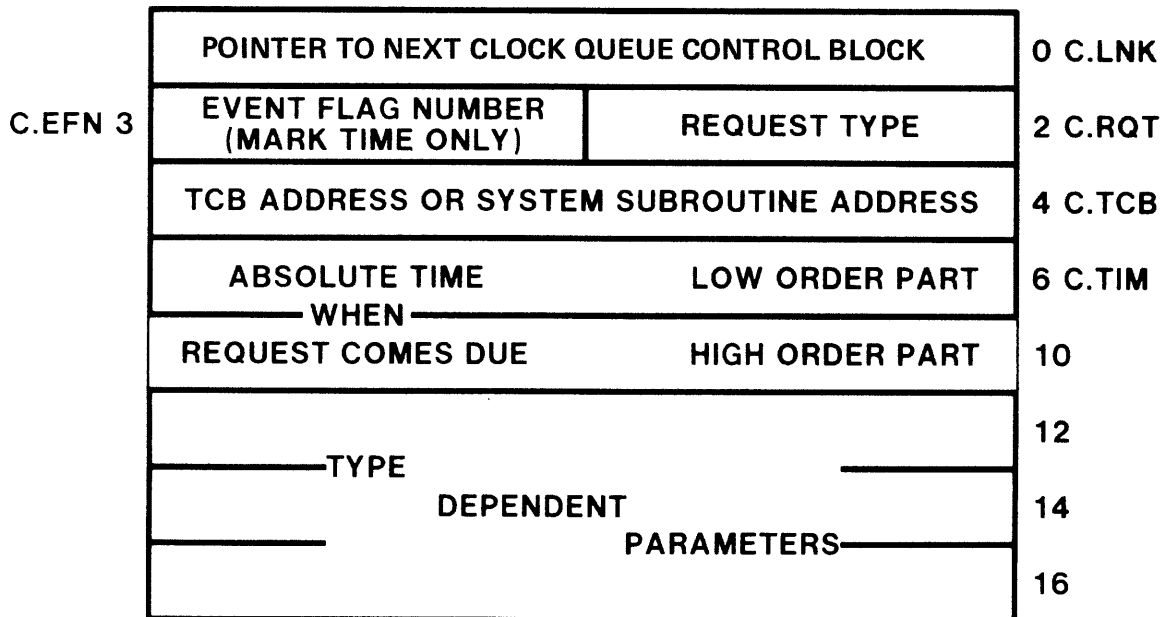 POINTER TO NEXT CLOCK QUEUE CONTROL BLOCK 0 C.LNK
C.EFN 3 EVENT FLAG NUMBER (MARK TIME ONLY) REQUEST TYPE 2 C.RQT
TCB ADDRESS OR SYSTEM SUBROUTINE ADDRESS 4 C.TCB
ABSOLUTE TIME LOW ORDER PART 6 C.TIM
WHEN
REQUEST COMES DUE HIGH ORDER PART 10
12
TYPE
DEPENDENT 14
PARAMETERS
16